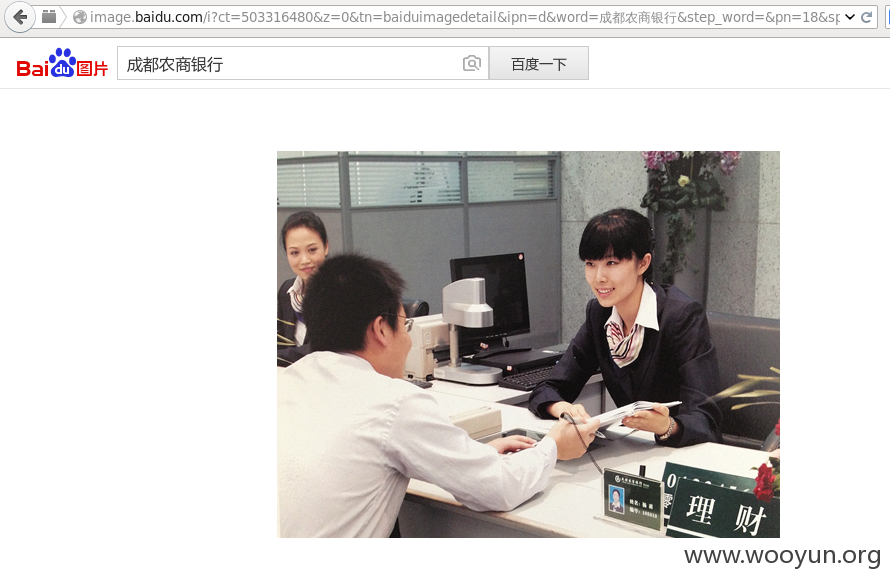 image.baidu.com/i?ct=503316480&z=0&tn=baiduimagedetail&ipn=d&word=成都农商银行&step_word=&pn=18&sp
Bai du 图片
成都农商银行
百度一下
理财
www.wooyun.org